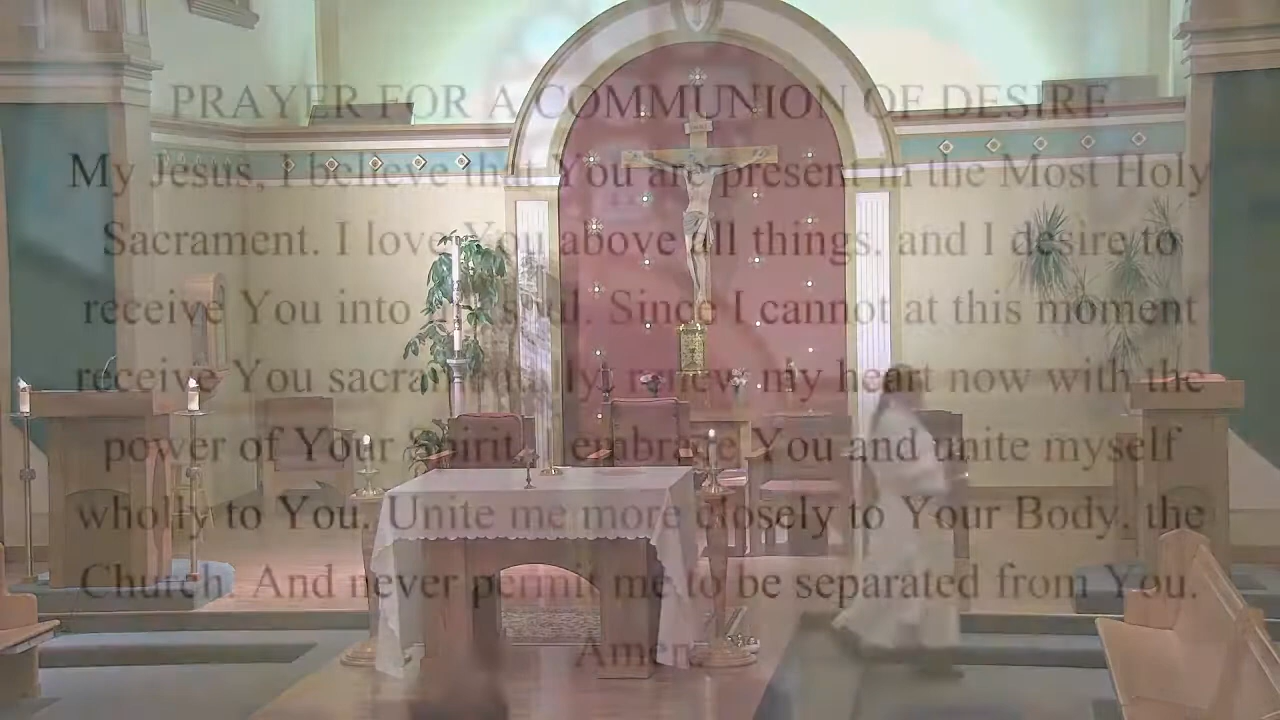 PRAYER FOR A COMMUNION OF DESIRE
My Jesus, I believe that You are present in the Most Holy
Sacrament. I love You above all things, and I desire to
receive You into my soul. Since I cannot at this moment
receive You sacramentally, I renew my heart now with the
power of Your Spirit. I embrace You and unite myself
wholly to You. Unite me more closely to Your Body, the
Church. And never permit me to be separated from You.
Amen.